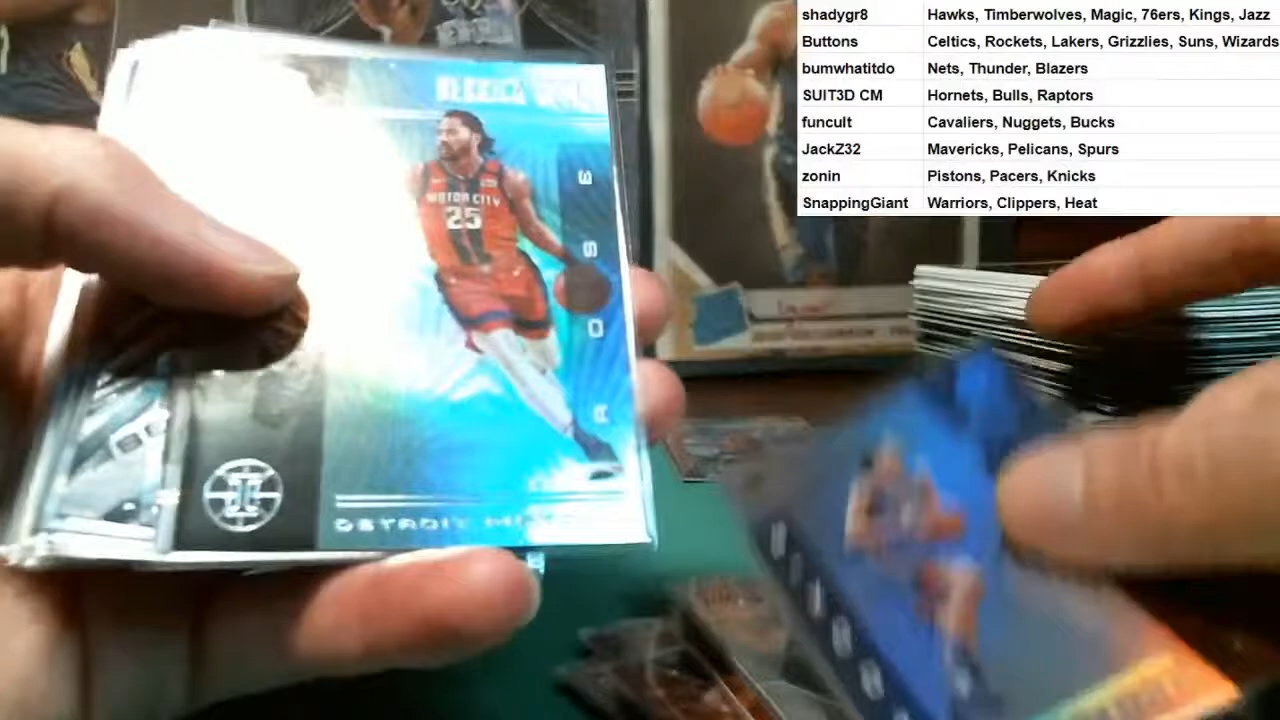 shadygr8 Hawks, Timberwolves, Magic, 76ers, Kings, Jazz
Buttons Celtics, Rockets, Lakers, Grizzlies, Suns, Wizards
bumwhatitdo Nets, Thunder, Blazers
SUIT3D CM Hornets, Bulls, Raptors
funcult Cavaliers, Nuggets, Bucks
JackZ32 Mavericks, Pelicans, Spurs
zonin Pistons, Pacers, Knicks
SnappingGiant Warriors, Clippers, Heat
MOTOR CITY
25
ROSE
DETROIT